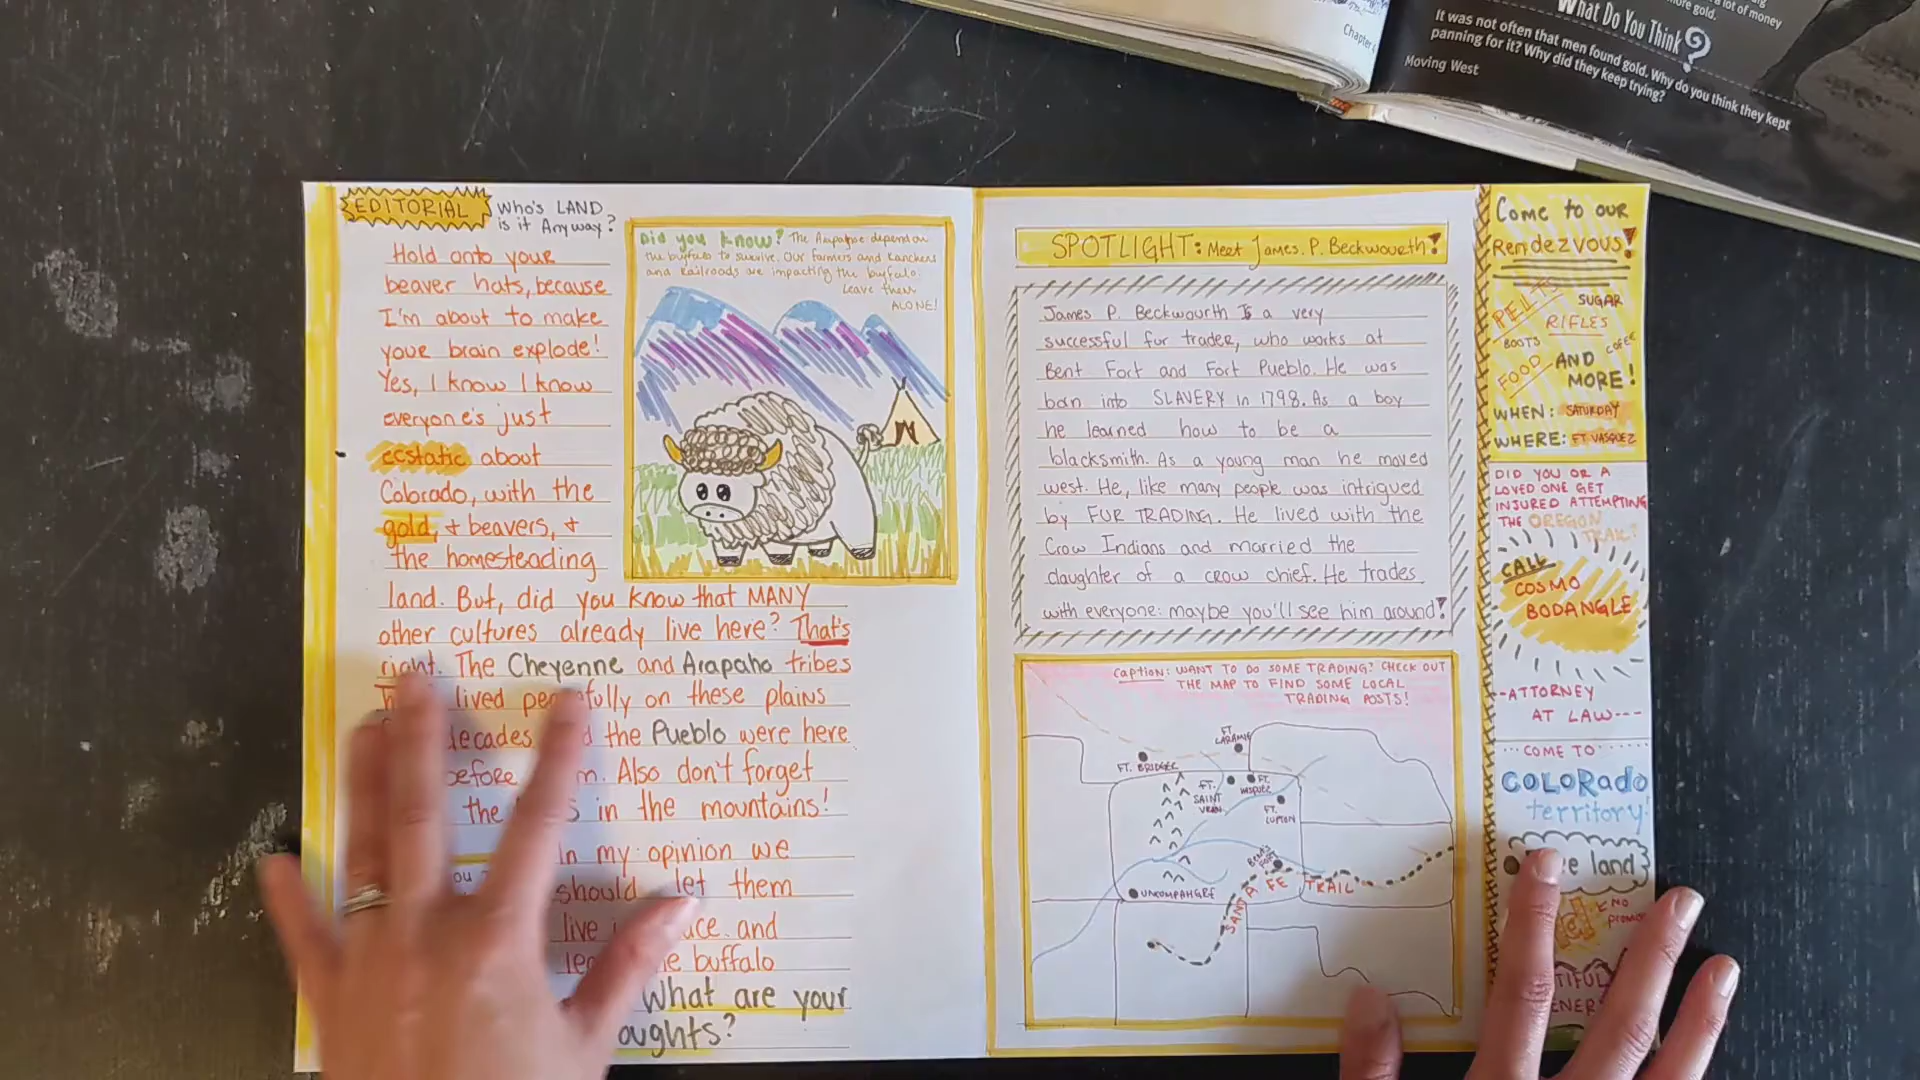 lot of money
more gold.
What Do You Think?
It was not often that men found gold. Why do you think they kept
panning for it? Why did they keep trying?
Moving West
Chapter
EDITORIAL
Who's LAND
is it Anyway?
Hold onto your
beaver hats, because
I'm about to make
your brain explode!
Yes, I know I know
everyone's just
ecstatic about
Colorado, with the
gold, & beavers, &
the homesteading
land. But, did you know that MANY
other cultures already live here? That's
right. The Cheyenne and Arapaho tribes
lived peacefully on these plains
decades, the Pueblo were here
before. Also don't forget
the in the mountains!
In my opinion we
should let them
live and
buffalo
What are your
Did you know? The Arapahoe depend on
the buffalo to survive. Our farmers and Ranchers
and Railroads are impacting the buffalo.
Leave them
ALONE!
SPOTLIGHT: Meet James. P. Beckwourth!
James P. Beckwourth Is a very
successful fur trader, who works at
Bent Fort and Fort Pueblo. He was
born into SLAVERY in 1798. As a boy
he learned how to be a
blacksmith. As a young man he moved
west. He, like many people was intrigued
by FUR TRADING. He lived with the
Crow Indians and married the
daughter of a crow chief. He trades
with everyone: maybe you'll see him around!
Caption: WANT TO DO SOME TRADING? CHECK OUT
THE MAP TO FIND SOME LOCAL
TRADING POSTS!
FT. LARAMIE
FT. BRIDGER
FT. SAINT VRAIN
FT. VASQUEZ
FT. LUPTON
BENT'S FORT
UNCOMPAHGRE
SANTA FE TRAIL
Come to our
Rendezvous!
PELTS
SUGAR
RIFLES
BOOTS
COFEE
FOOD
AND
MORE!
WHEN: SATURDAY
WHERE: FT VASQUEZ
DID YOU OR A
LOVED ONE GET
INJURED ATTEMPTING
THE OREGON
TRAIL?
CALL
COSMO
BODANGLE
--ATTORNEY
AT LAW---
COME TO
COLORADO
territory!
land
NO